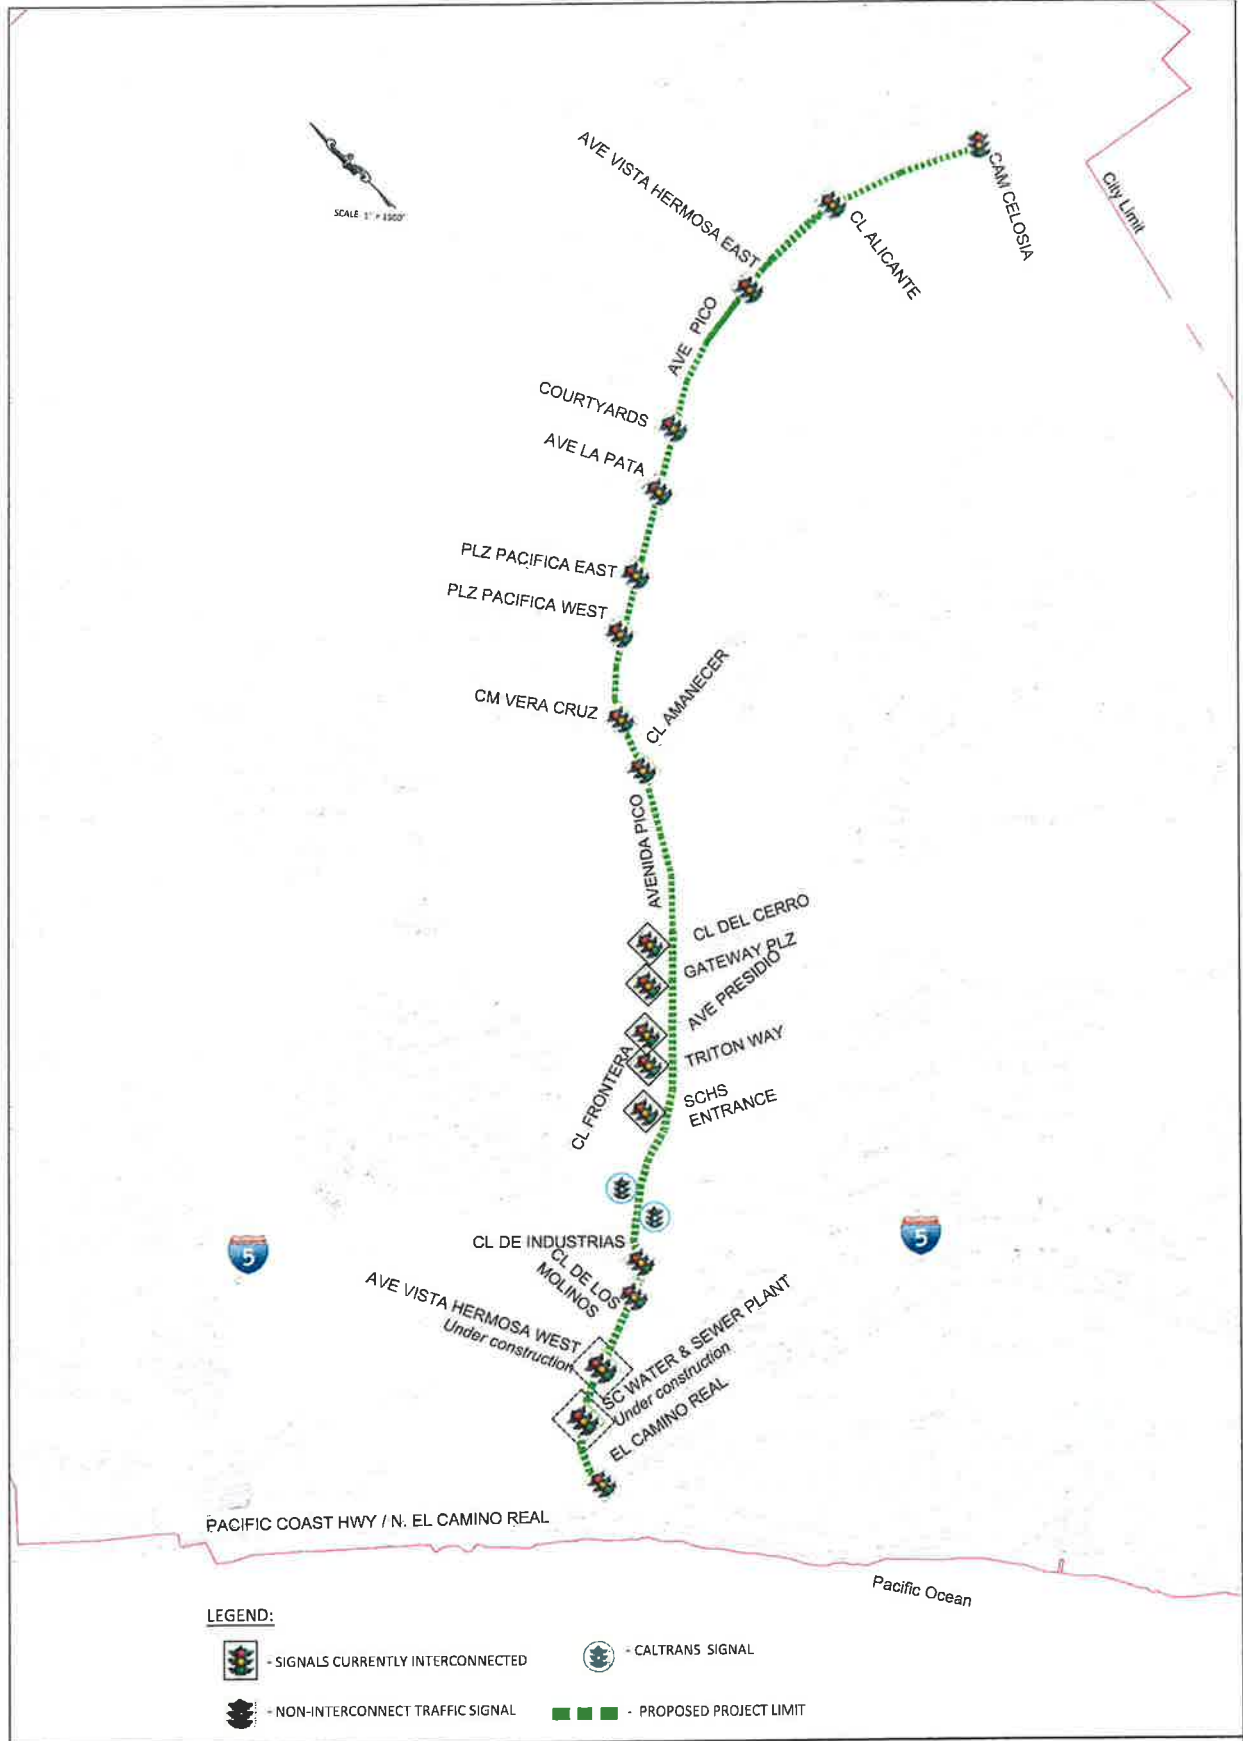 SCALE 1" = 1500'
AVE VISTA HERMOSA EAST
CAM CELOSIA
City Limit
CL ALICANTE
AVE PICO
COURTYARDS
AVE LA PATA
PLZ PACIFICA EAST
PLZ PACIFICA WEST
CM VERA CRUZ
CL AMANECER
AVENIDA PICO
CL DEL CERRO
GATEWAY PLZ
AVE PRESIDIO
TRITON WAY
CL FRONTERA
SCHS
ENTRANCE
5
5
CL DE INDUSTRIAS
CL DE LOS
MOLINOS
AVE VISTA HERMOSA WEST
Under construction
SC WATER & SEWER PLANT
Under construction
EL CAMINO REAL
PACIFIC COAST HWY / N. EL CAMINO REAL
Pacific Ocean
LEGEND:
- SIGNALS CURRENTLY INTERCONNECTED
- CALTRANS SIGNAL
- NON-INTERCONNECT TRAFFIC SIGNAL
- PROPOSED PROJECT LIMIT